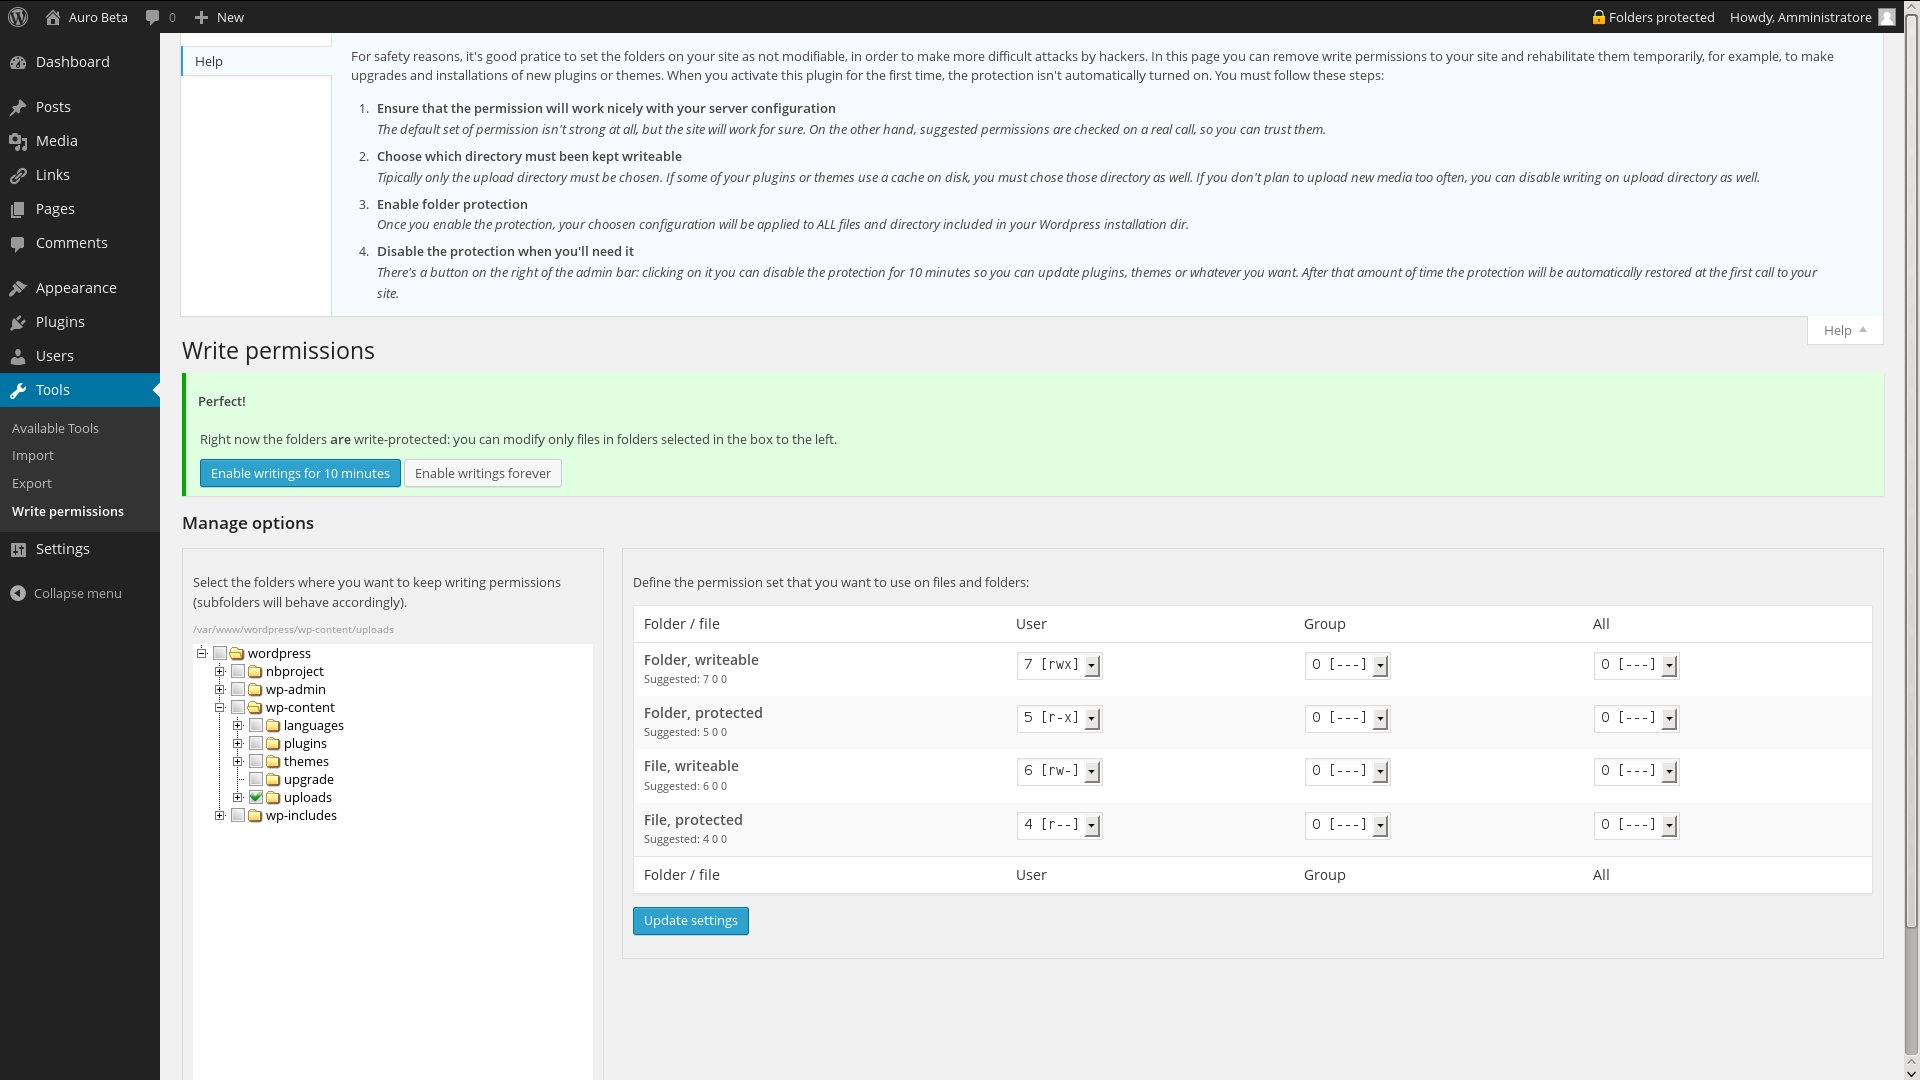 Auro Beta
0
New
Folders protected
Howdy, Amministratore
Dashboard
Posts
Media
Links
Pages
Comments
Appearance
Plugins
Users
Tools
Available Tools
Import
Export
Write permissions
Settings
Collapse menu
Help
For safety reasons, it's good pratice to set the folders on your site as not modifiable, in order to make more difficult attacks by hackers. In this page you can remove write permissions to your site and rehabilitate them temporarily, for example, to make
upgrades and installations of new plugins or themes. When you activate this plugin for the first time, the protection isn't automatically turned on. You must follow these steps:
1. Ensure that the permission will work nicely with your server configuration
The default set of permission isn't strong at all, but the site will work for sure. On the other hand, suggested permissions are checked on a real call, so you can trust them.
2. Choose which directory must been kept writeable
Tipically only the upload directory must be chosen. If some of your plugins or themes use a cache on disk, you must chose those directory as well. If you don't plan to upload new media too often, you can disable writing on upload directory as well.
3. Enable folder protection
Once you enable the protection, your choosen configuration will be applied to ALL files and directory included in your Wordpress installation dir.
4. Disable the protection when you'll need it
There's a button on the right of the admin bar: clicking on it you can disable the protection for 10 minutes so you can update plugins, themes or whatever you want. After that amount of time the protection will be automatically restored at the first call to your
site.
Help
Write permissions
Perfect!
Right now the folders are write-protected: you can modify only files in folders selected in the box to the left.
Enable writings for 10 minutes
Enable writings forever
Manage options
Select the folders where you want to keep writing permissions
(subfolders will behave accordingly).
/var/www/wordpress/wp-content/uploads
wordpress
nbproject
wp-admin
wp-content
languages
plugins
themes
upgrade
uploads
wp-includes
Define the permission set that you want to use on files and folders:
Folder / file User Group All
Folder, writeable 7 [rwx] 0 [---] 0 [---]
Suggested: 7 0 0
Folder, protected 5 [r-x] 0 [---] 0 [---]
Suggested: 5 0 0
File, writeable 6 [rw-] 0 [---] 0 [---]
Suggested: 6 0 0
File, protected 4 [r--] 0 [---] 0 [---]
Suggested: 4 0 0
Folder / file User Group All
Update settings